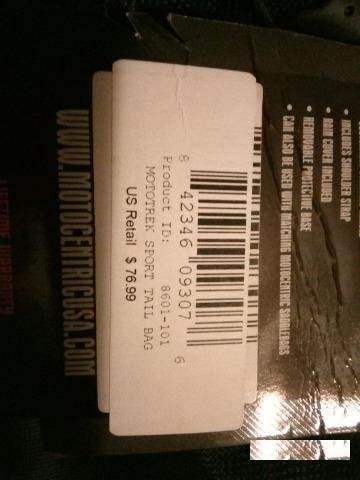 INCLUDES SHOULDER STRAP
RAIN COVER INCLUDED
REMOVABLE PROTECTIVE BASE
CAN ALSO BE USED WITH MATCHING MOTOCENTRIC SADDLEBAGS
8 42346 09307 6
Product ID: 8601-101
MOTOTREK SPORT TAIL BAG
US Retail $ 76.99
WWW.MOTOCENTRICUSA.COM